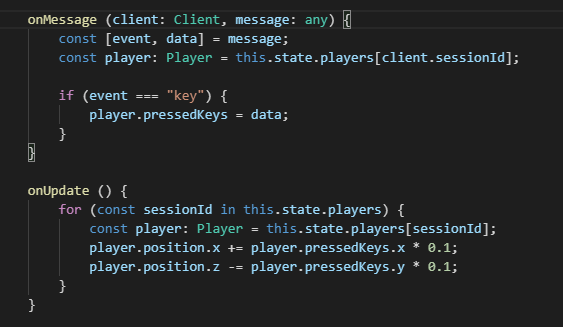 onMessage (client: Client, message: any) {
    const [event, data] = message;
    const player: Player = this.state.players[client.sessionId];
    if (event === "key") {
        player.pressedKeys = data;
    }
}
onUpdate () {
    for (const sessionId in this.state.players) {
        const player: Player = this.state.players[sessionId];
        player.position.x += player.pressedKeys.x * 0.1;
        player.position.z -= player.pressedKeys.y * 0.1;
    }
}